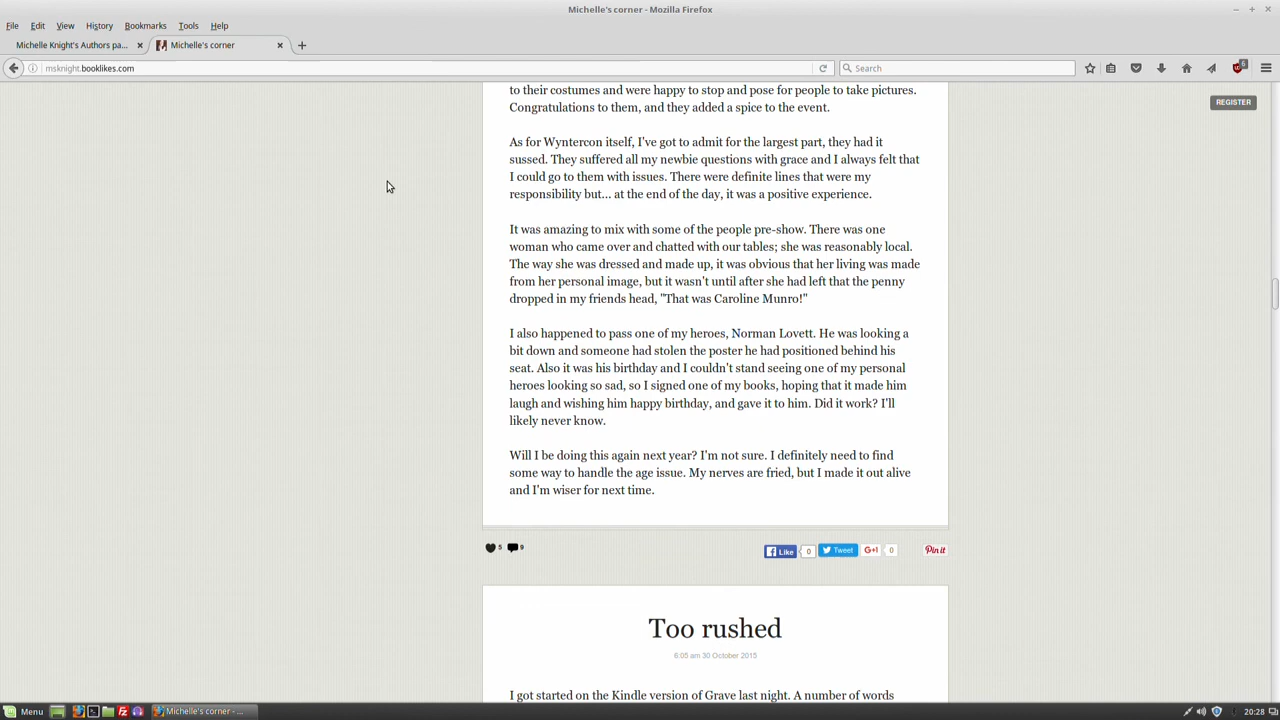 Michelle's corner - Mozilla Firefox
File Edit View History Bookmarks Tools Help
Michelle Knight's Authors pa... × Michelle's corner × +
msknight.booklikes.com
Search
6
REGISTER
to their costumes and were happy to stop and pose for people to take pictures.
Congratulations to them, and they added a spice to the event.
As for Wyntercon itself, I've got to admit for the largest part, they had it
sussed. They suffered all my newbie questions with grace and I always felt that
I could go to them with issues. There were definite lines that were my
responsibility but... at the end of the day, it was a positive experience.
It was amazing to mix with some of the people pre-show. There was one
woman who came over and chatted with our tables; she was reasonably local.
The way she was dressed and made up, it was obvious that her living was made
from her personal image, but it wasn't until after she had left that the penny
dropped in my friends head, "That was Caroline Munro!"
I also happened to pass one of my heroes, Norman Lovett. He was looking a
bit down and someone had stolen the poster he had positioned behind his
seat. Also it was his birthday and I couldn't stand seeing one of my personal
heroes looking so sad, so I signed one of my books, hoping that it made him
laugh and wishing him happy birthday, and gave it to him. Did it work? I'll
likely never know.
Will I be doing this again next year? I'm not sure. I definitely need to find
some way to handle the age issue. My nerves are fried, but I made it out alive
and I'm wiser for next time.
5 9 Like 0 Tweet G+1 0 Pin it
Too rushed
6:05 am 30 October 2015
I got started on the Kindle version of Grave last night. A number of words
Menu Michelle's corner - ... 20:28